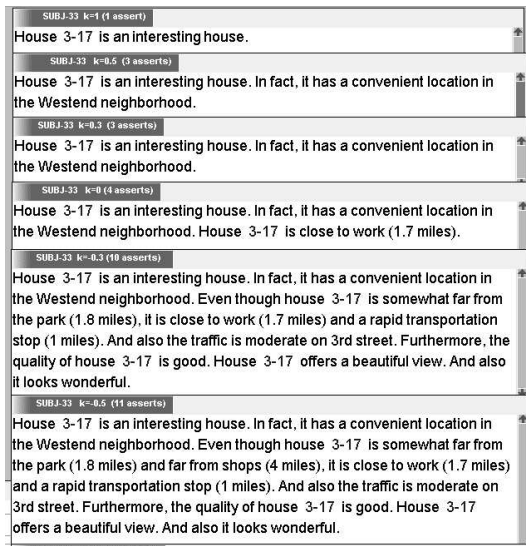 SUBJ-33 k=1 (1 assert)
House 3-17 is an interesting house.
SUBJ-33 k=0.5 (3 asserts)
House 3-17 is an interesting house. In fact, it has a convenient location in
the Westend neighborhood.
SUBJ-33 k=0.3 (3 asserts)
House 3-17 is an interesting house. In fact, it has a convenient location in
the Westend neighborhood.
SUBJ-33 k=0 (4 asserts)
House 3-17 is an interesting house. In fact, it has a convenient location in
the Westend neighborhood. House 3-17 is close to work (1.7 miles).
SUBJ-33 k=-0.3 (10 asserts)
House 3-17 is an interesting house. In fact, it has a convenient location in
the Westend neighborhood. Even though house 3-17 is somewhat far from
the park (1.8 miles), it is close to work (1.7 miles) and a rapid transportation
stop (1 miles). And also the traffic is moderate on 3rd street. Furthermore, the
quality of house 3-17 is good. House 3-17 offers a beautiful view. And also
it looks wonderful.
SUBJ-33 k=-0.5 (11 asserts)
House 3-17 is an interesting house. In fact, it has a convenient location in
the Westend neighborhood. Even though house 3-17 is somewhat far from
the park (1.8 miles) and far from shops (4 miles), it is close to work (1.7 miles)
and a rapid transportation stop (1 miles). And also the traffic is moderate on
3rd street. Furthermore, the quality of house 3-17 is good. House 3-17
offers a beautiful view. And also it looks wonderful.